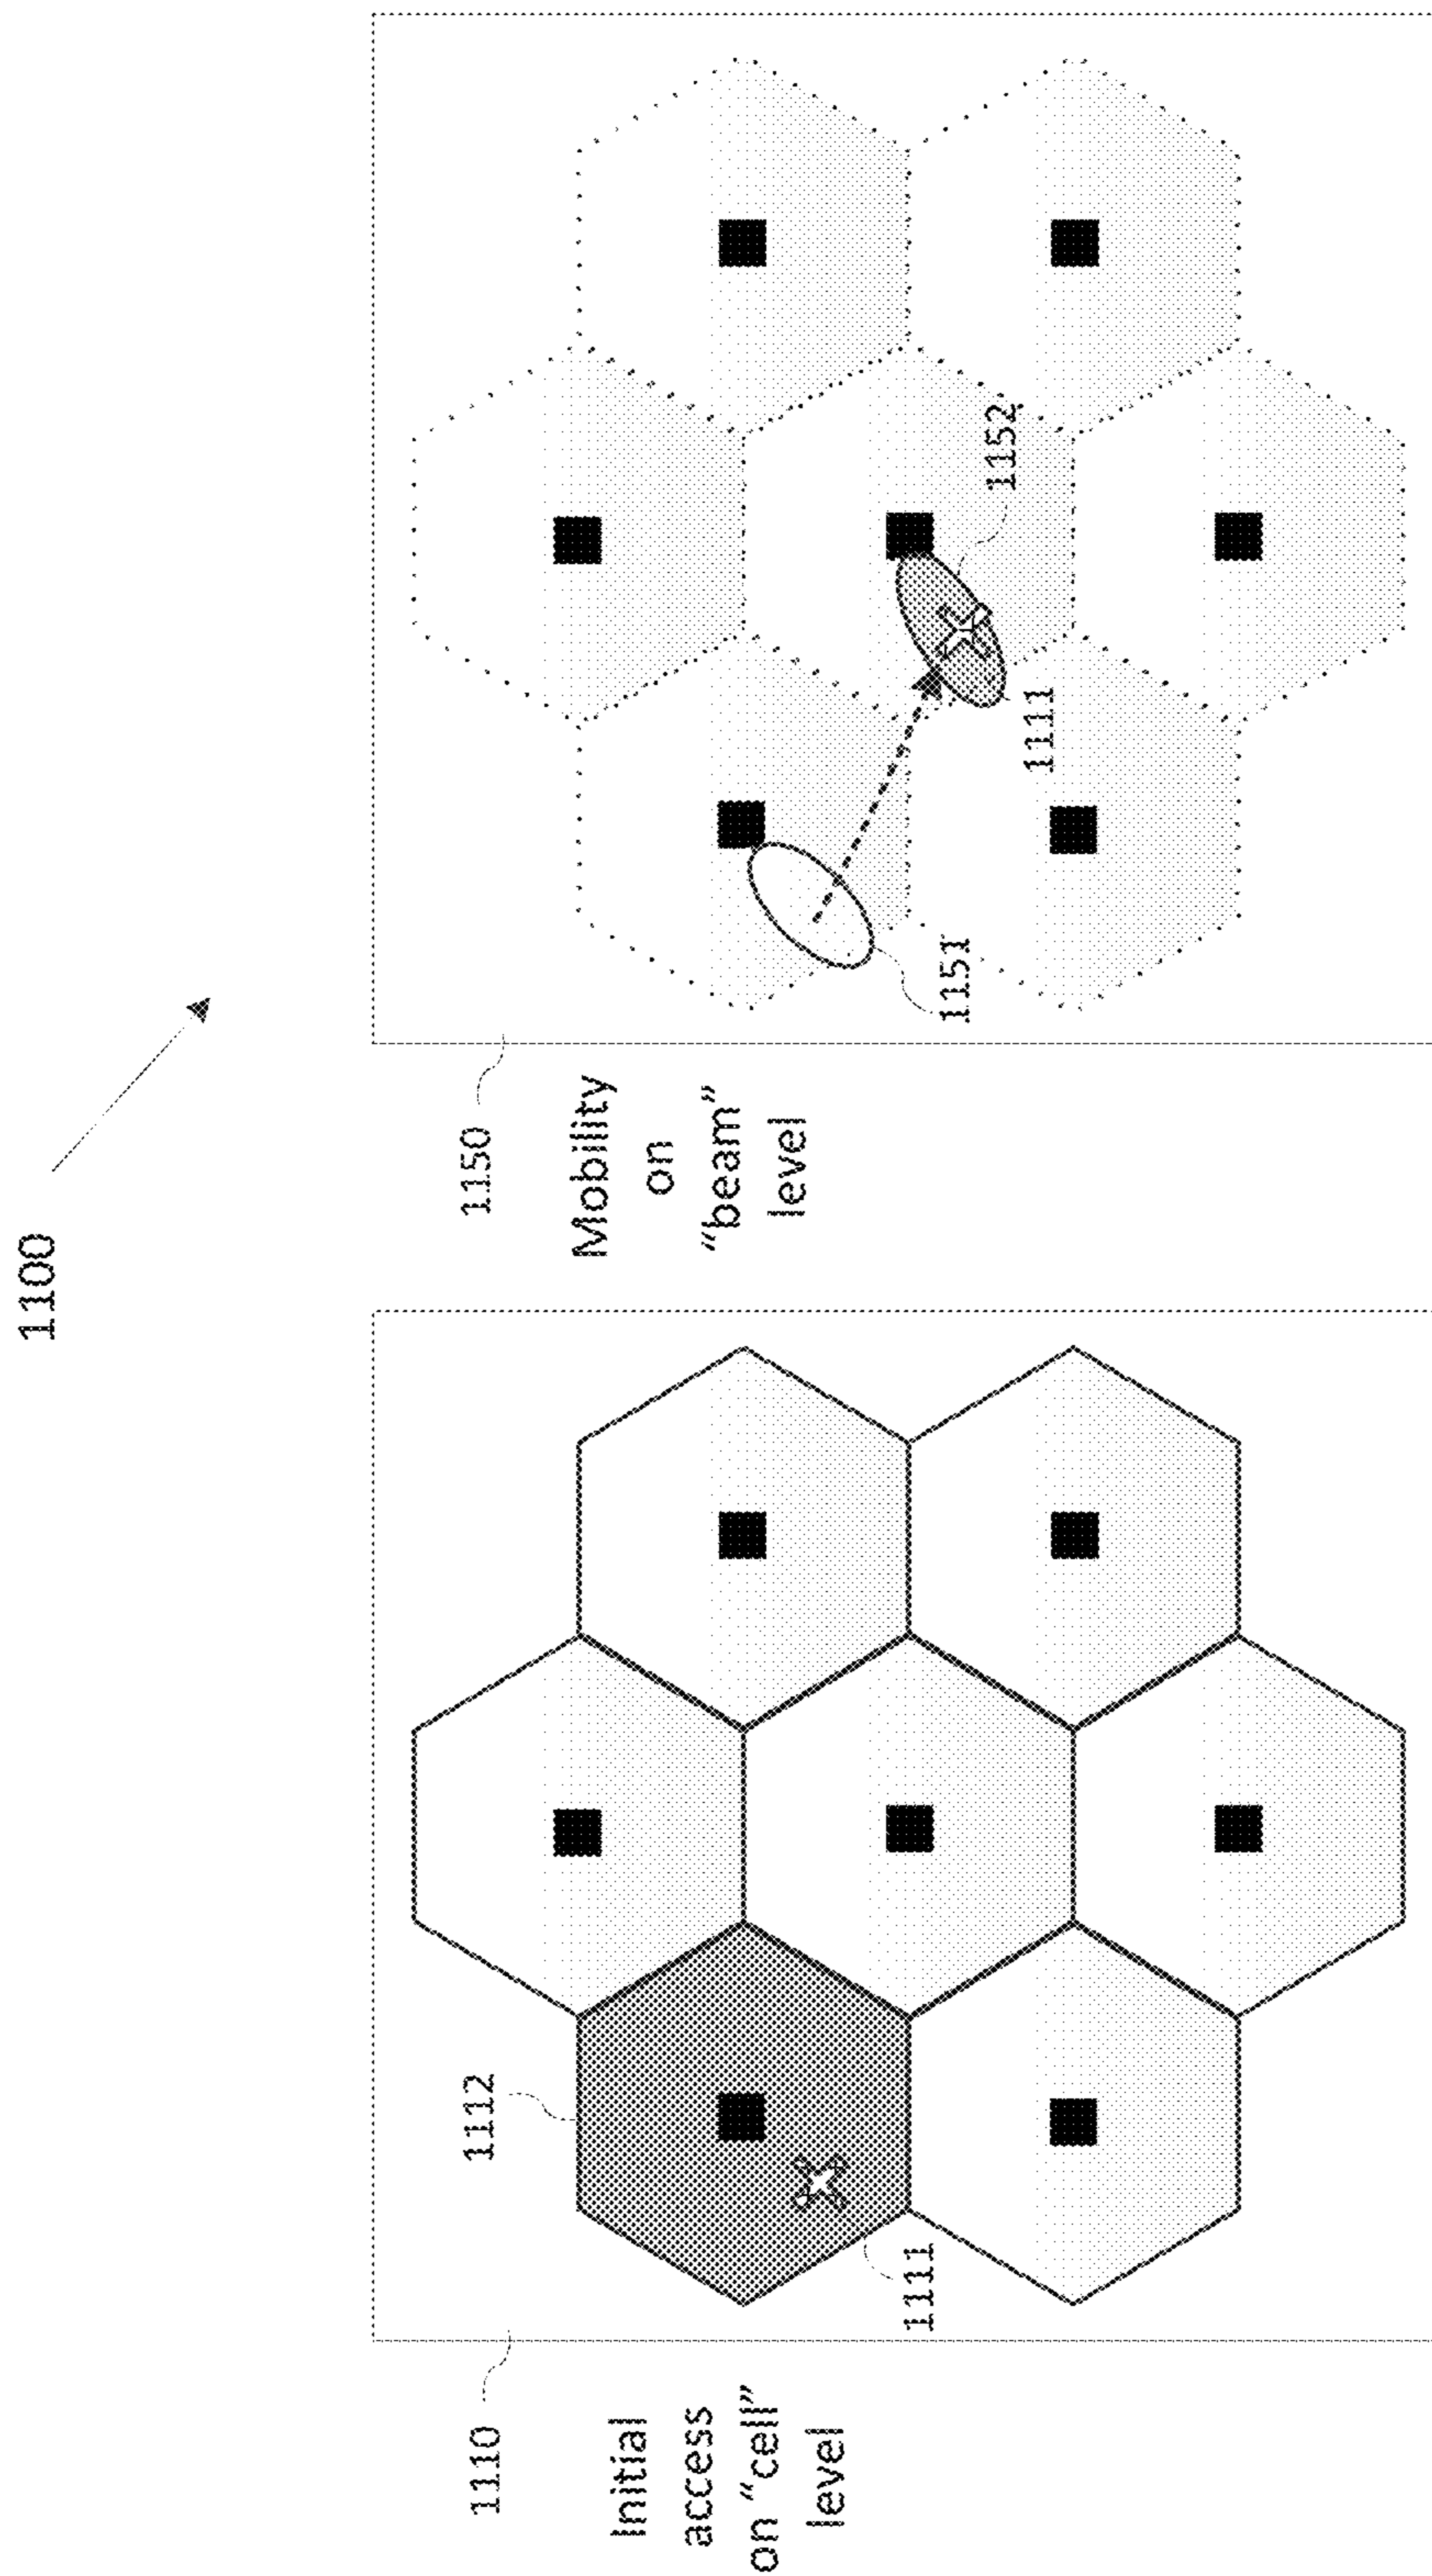 1100
1110
Initial
access
on "cell"
level
1112
1111
1150
Mobility
on
"beam"
level
1151
1152
1111